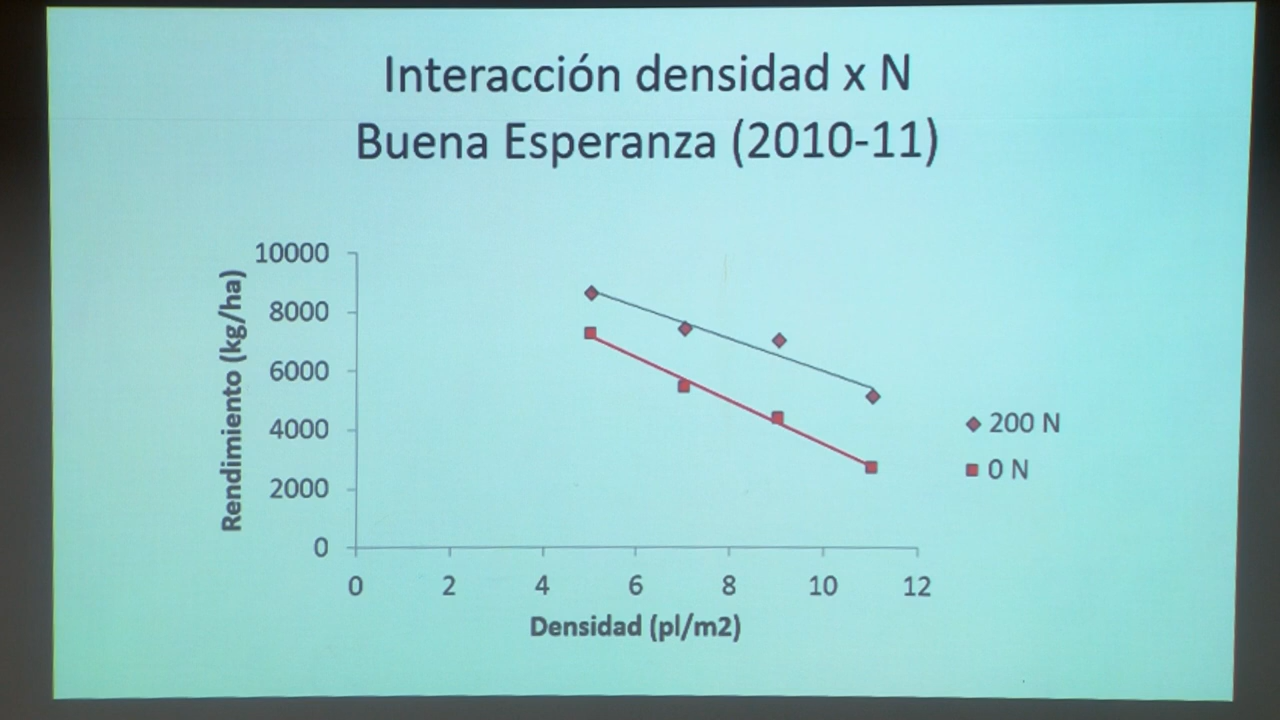 Interacción densidad x N
Buena Esperanza (2010-11)
Rendimiento (kg/ha)
10000
8000
6000
4000
2000
0
0 2 4 6 8 10 12
Densidad (pl/m2)
200 N
0 N